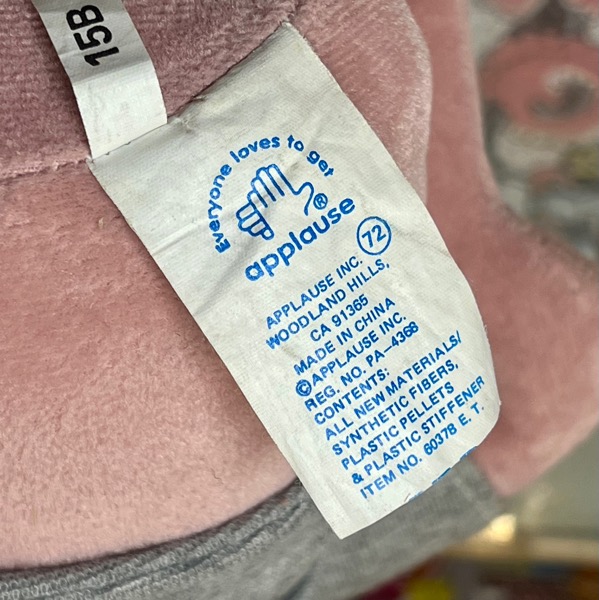 15B
Everyone loves to get
applause®
72
APPLAUSE INC.
WOODLAND HILLS,
CA 91365
MADE IN CHINA
©APPLAUSE INC.
REG. NO. PA-4368
CONTENTS:
ALL NEW MATERIALS/
SYNTHETIC FIBERS,
PLASTIC PELLETS
& PLASTIC STIFFENER
ITEM NO. 60378 E. T.